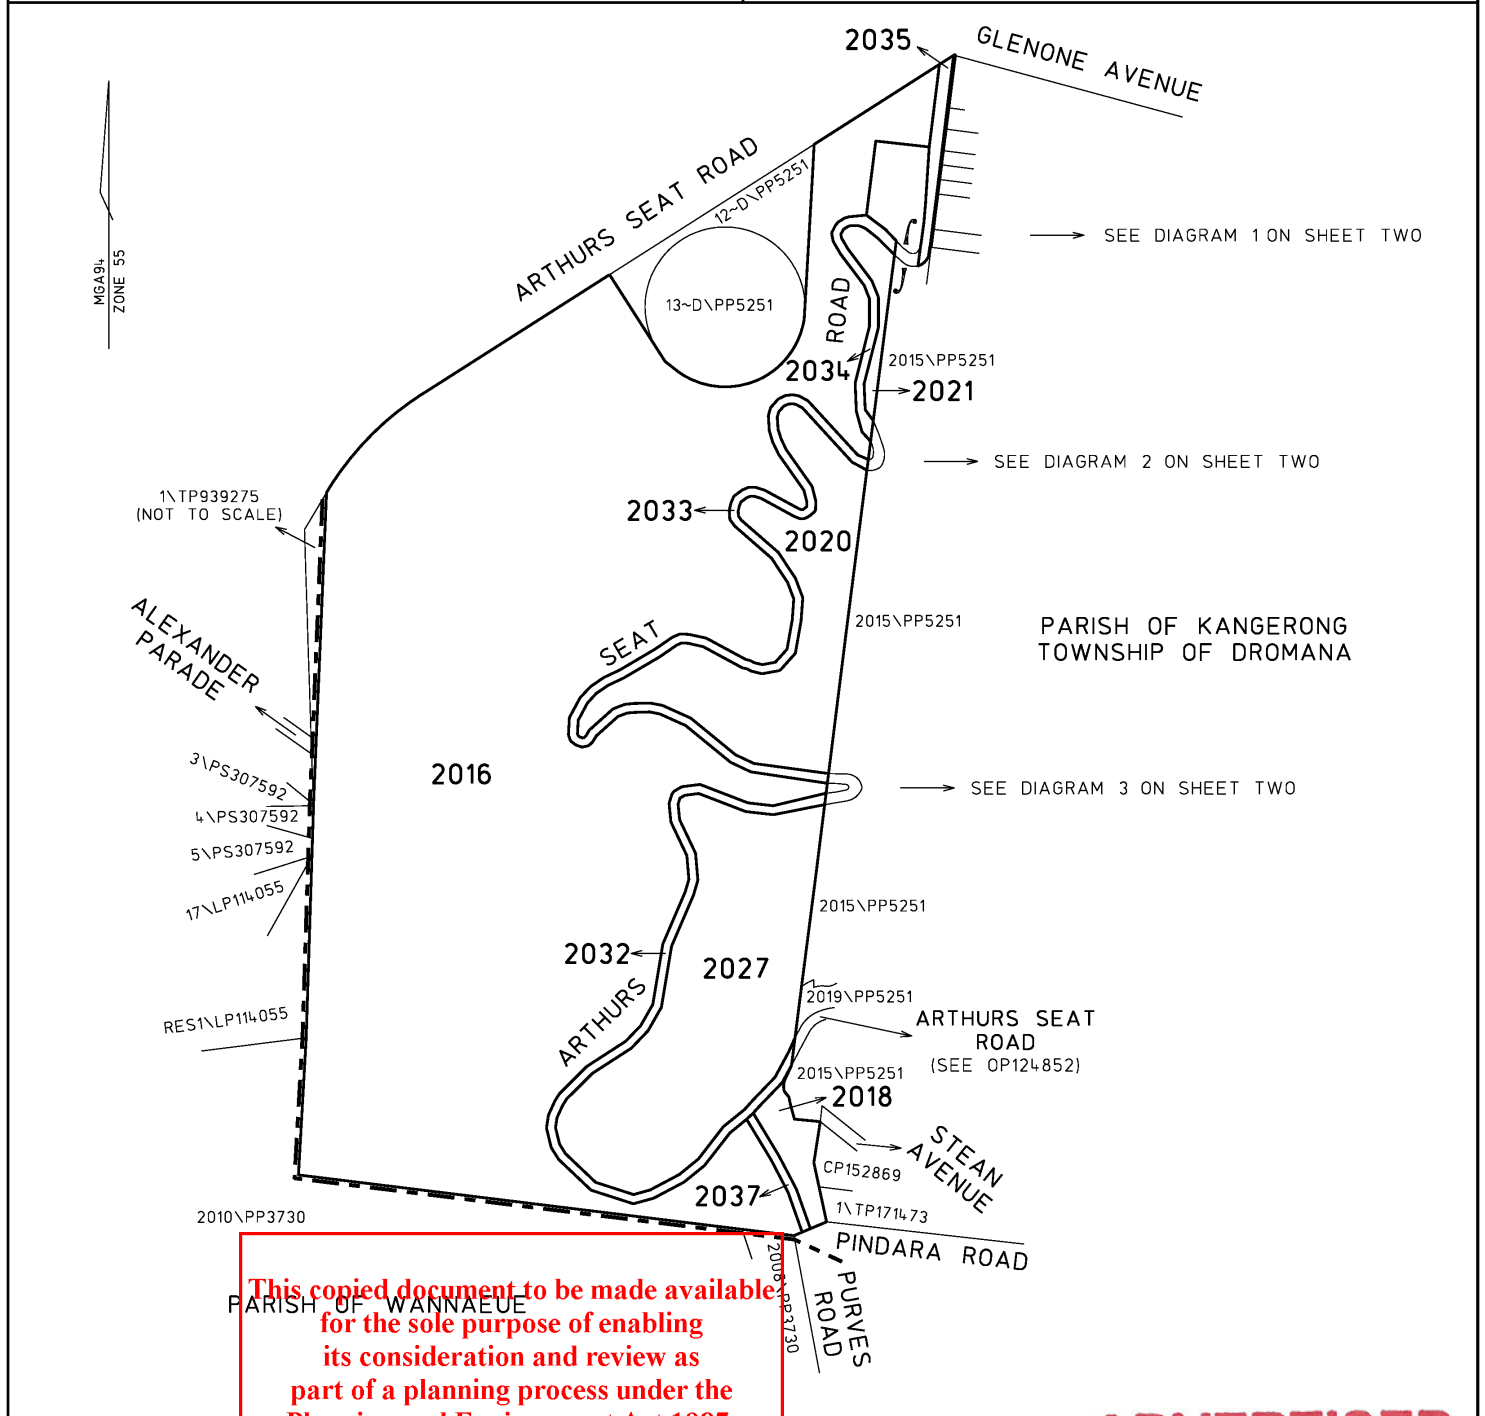 2035
GLENONE AVENUE
MGA94
ZONE 55
ARTHURS SEAT ROAD
12~D\PP5251
SEE DIAGRAM 1 ON SHEET TWO
13~D\PP5251
ROAD
2034
2015\PP5251
2021
SEE DIAGRAM 2 ON SHEET TWO
1\TP939275
(NOT TO SCALE)
2033
2020
ALEXANDER
PARADE
SEAT
2015\PP5251
PARISH OF KANGERONG
TOWNSHIP OF DROMANA
3\PS307592
2016
SEE DIAGRAM 3 ON SHEET TWO
4\PS307592
5\PS307592
17\LP114055
2015\PP5251
2032
2027
2019\PP5251
RES1\LP114055
ARTHURS
ARTHURS SEAT
ROAD
(SEE OP124852)
2015\PP5251
2018
STEAN
AVENUE
CP152869
2037
1\TP171473
2010\PP3730
PINDARA ROAD
2008\PP3730
PURVES
ROAD
PARISH OF WANNAEUE
This copied document to be made available
for the sole purpose of enabling
its consideration and review as
part of a planning process under the